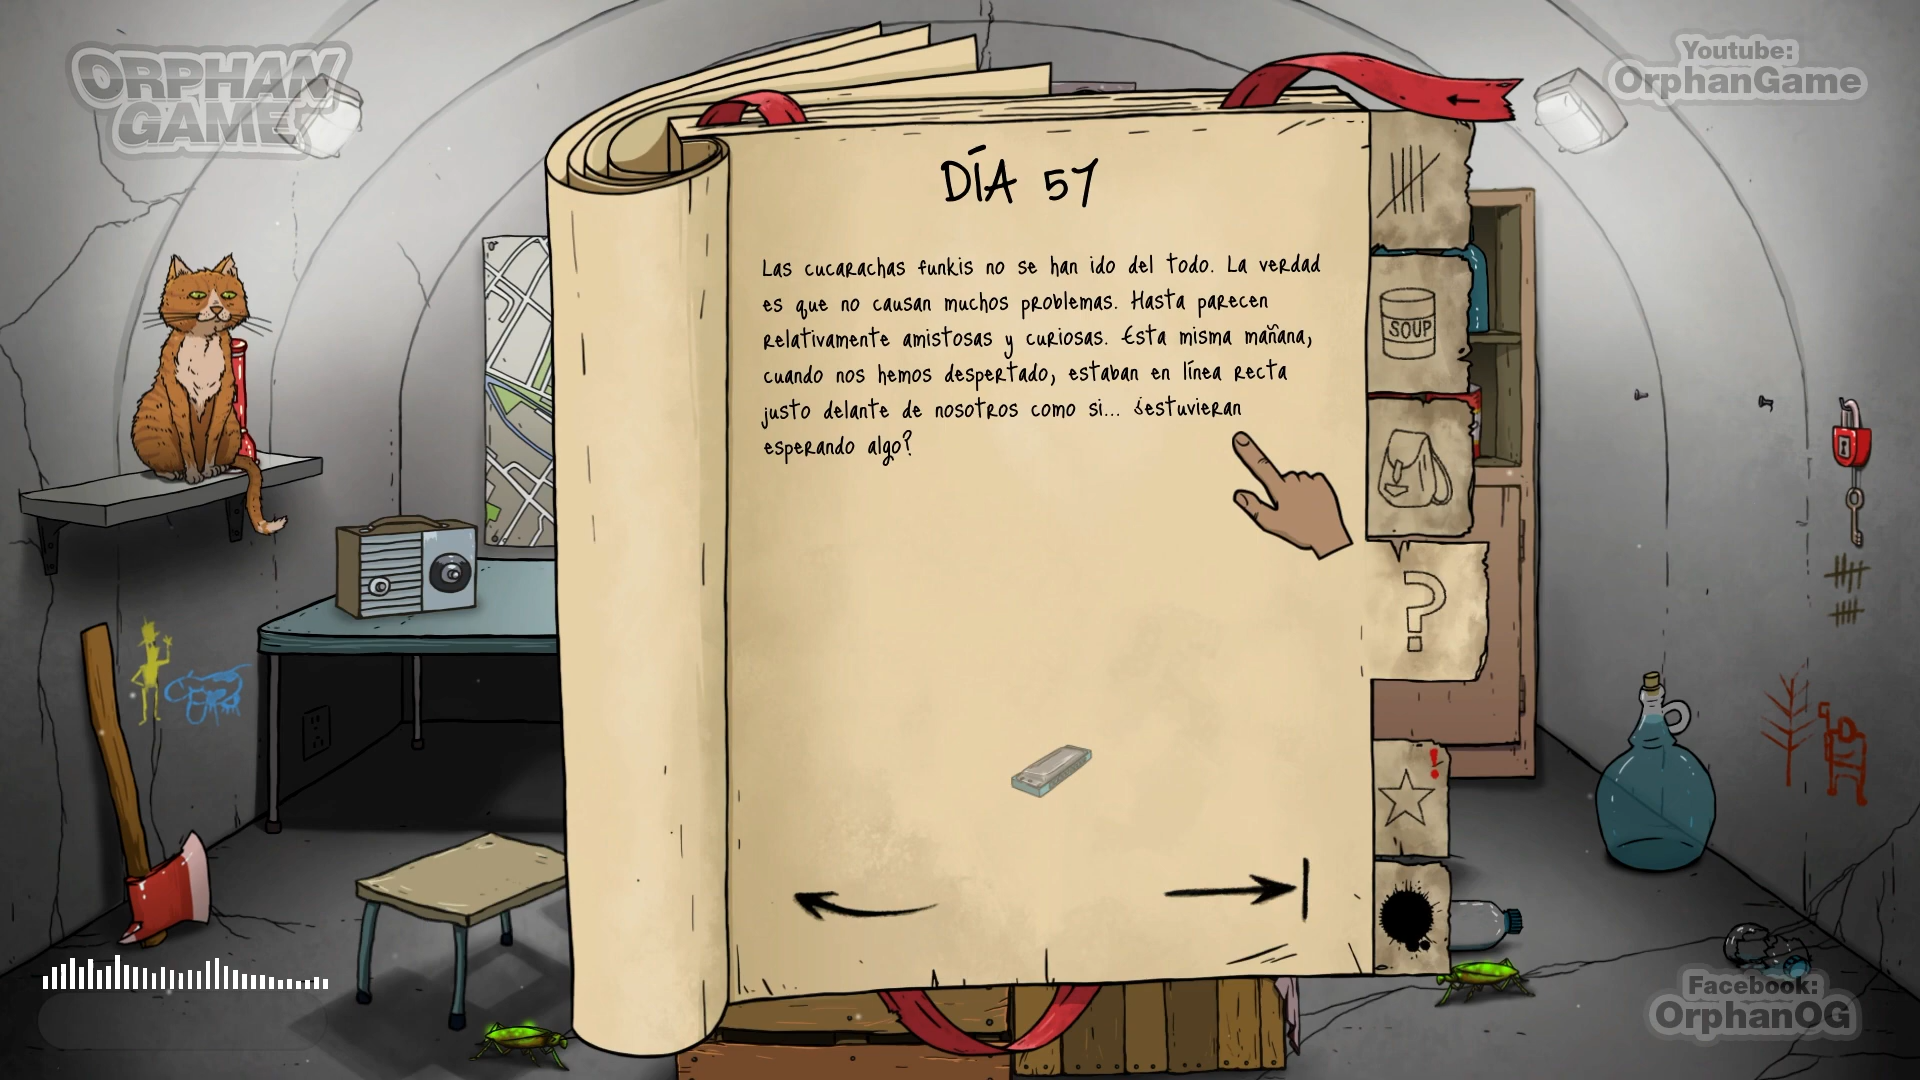 ORPHAN
GAME
Youtube:
OrphanGame
DÍA 57
Las cucarachas funkis no se han ido del todo. La verdad
es que no causan muchos problemas. Hasta parecen
relativamente amistosas y curiosas. Esta misma mañana,
cuando nos hemos despertado, estaban en línea recta
justo delante de nosotros como si... ¿estuvieran
esperando algo?
SOUP
?
!
Facebook:
OrphanOG